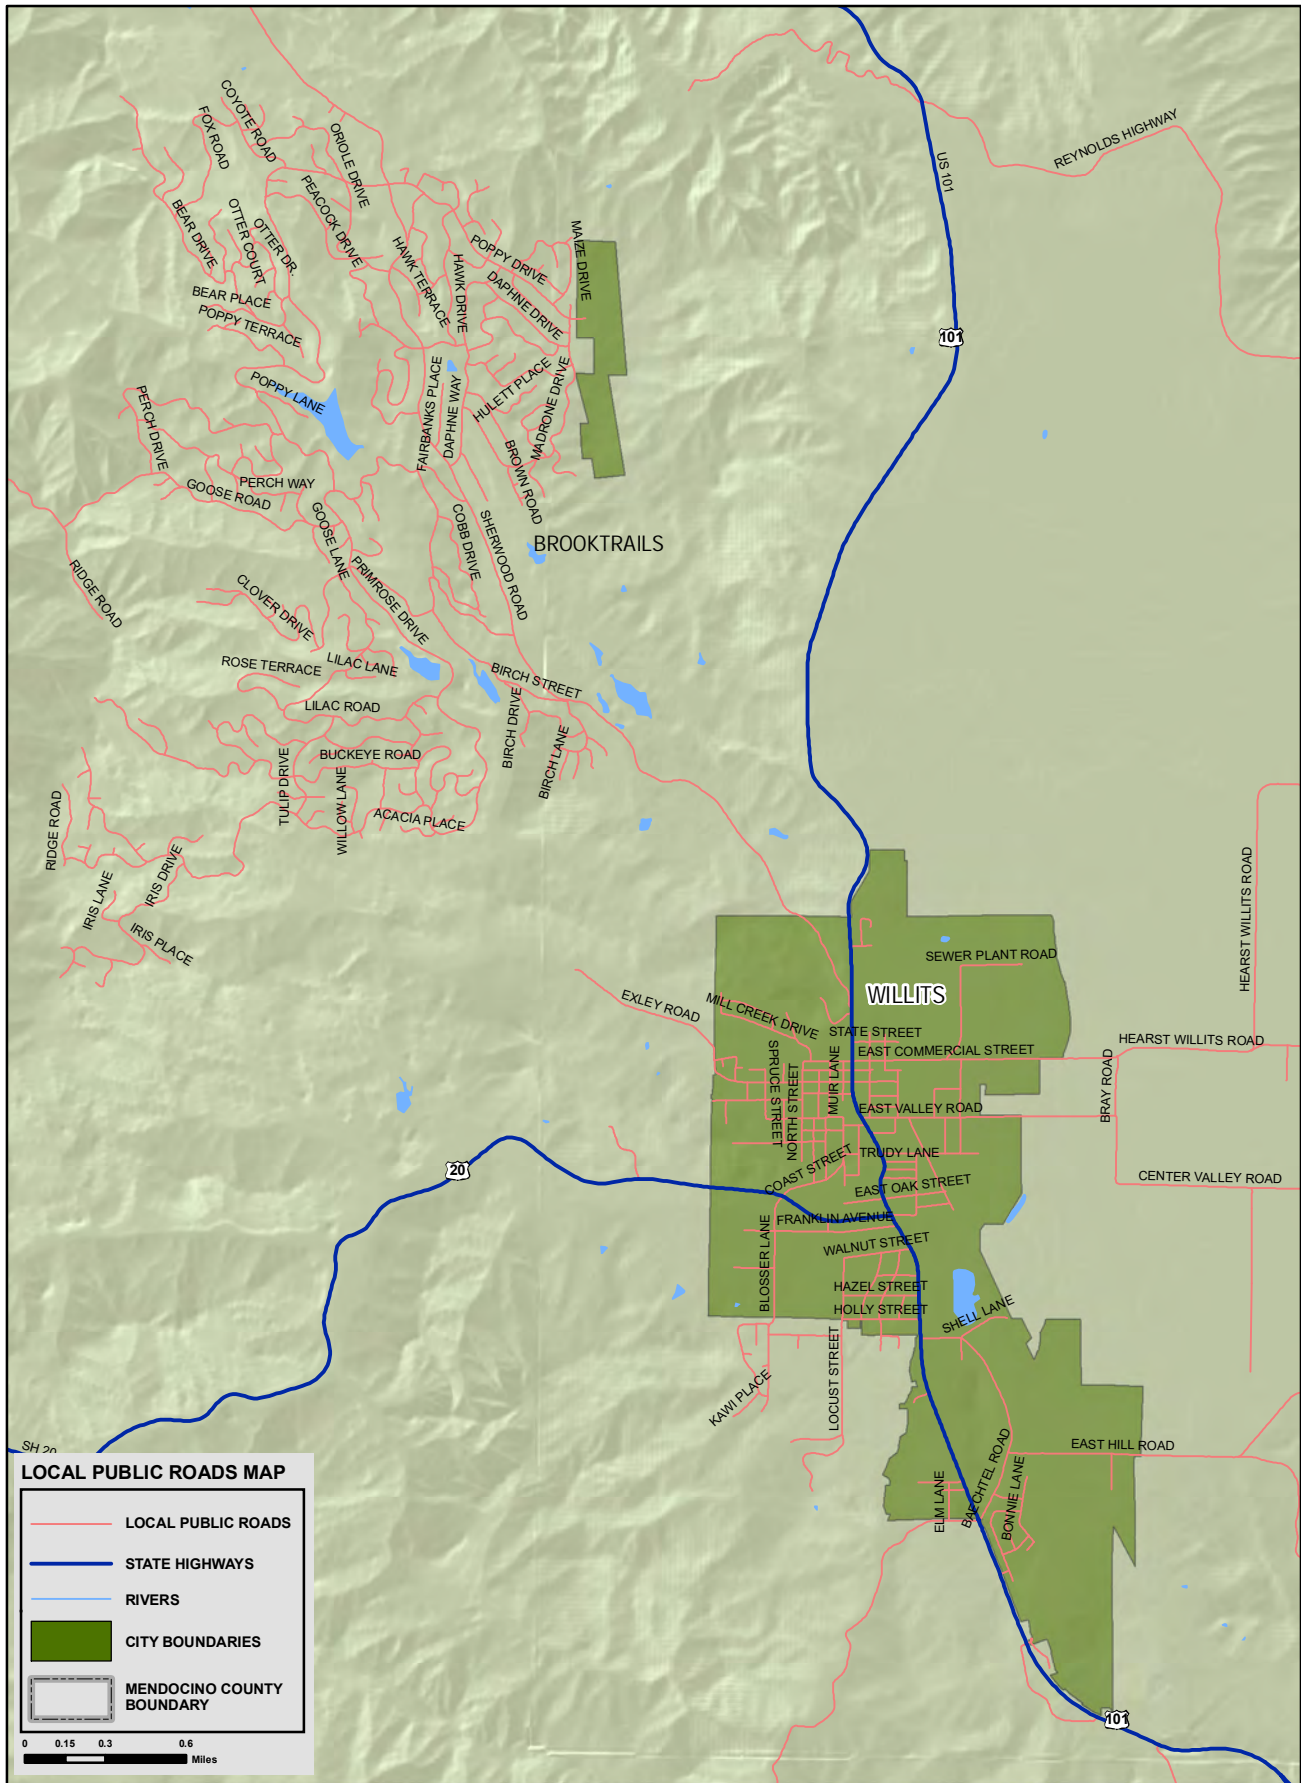 COYOTE ROAD
FOX ROAD
ORIOLE DRIVE
REYNOLDS HIGHWAY
US 101
PEACOCK DRIVE
BEAR DRIVE
OTTER COURT
OTTER DR.
MAIZE DRIVE
POPPY DRIVE
HAWK TERRACE
HAWK DRIVE
DAPHNE DRIVE
BEAR PLACE
POPPY TERRACE
101
POPPY LANE
FAIRBANKS PLACE
DAPHNE WAY
HULETT PLACE
MADRONE DRIVE
PERCH DRIVE
BROWN ROAD
PERCH WAY
GOOSE ROAD
GOOSE LANE
COBB DRIVE
SHERWOOD ROAD
BROOKTRAILS
RIDGE ROAD
PRIMROSE DRIVE
CLOVER DRIVE
ROSE TERRACE
LILAC LANE
BIRCH STREET
LILAC ROAD
BIRCH DRIVE
BIRCH LANE
BUCKEYE ROAD
TULIP DRIVE
WILLOW LANE
ACACIA PLACE
RIDGE ROAD
IRIS DRIVE
IRIS LANE
IRIS PLACE
HEARST WILLITS ROAD
SEWER PLANT ROAD
WILLITS
EXLEY ROAD
MILL CREEK DRIVE
STATE STREET
EAST COMMERCIAL STREET
HEARST WILLITS ROAD
SPRUCE STREET
NORTH STREET
MUIR LANE
BRAY ROAD
EAST VALLEY ROAD
TRUDY LANE
20
COAST STREET
EAST OAK STREET
CENTER VALLEY ROAD
FRANKLIN AVENUE
BLOSSER LANE
WALNUT STREET
HAZEL STREET
HOLLY STREET
SHELL LANE
LOCUST STREET
KAWI PLACE
EAST HILL ROAD
BAECHTEL ROAD
BONNIE LANE
ELM LANE
101
SH 20
LOCAL PUBLIC ROADS MAP
LOCAL PUBLIC ROADS
STATE HIGHWAYS
RIVERS
CITY BOUNDARIES
MENDOCINO COUNTY
BOUNDARY
0 0.15 0.3 0.6
Miles